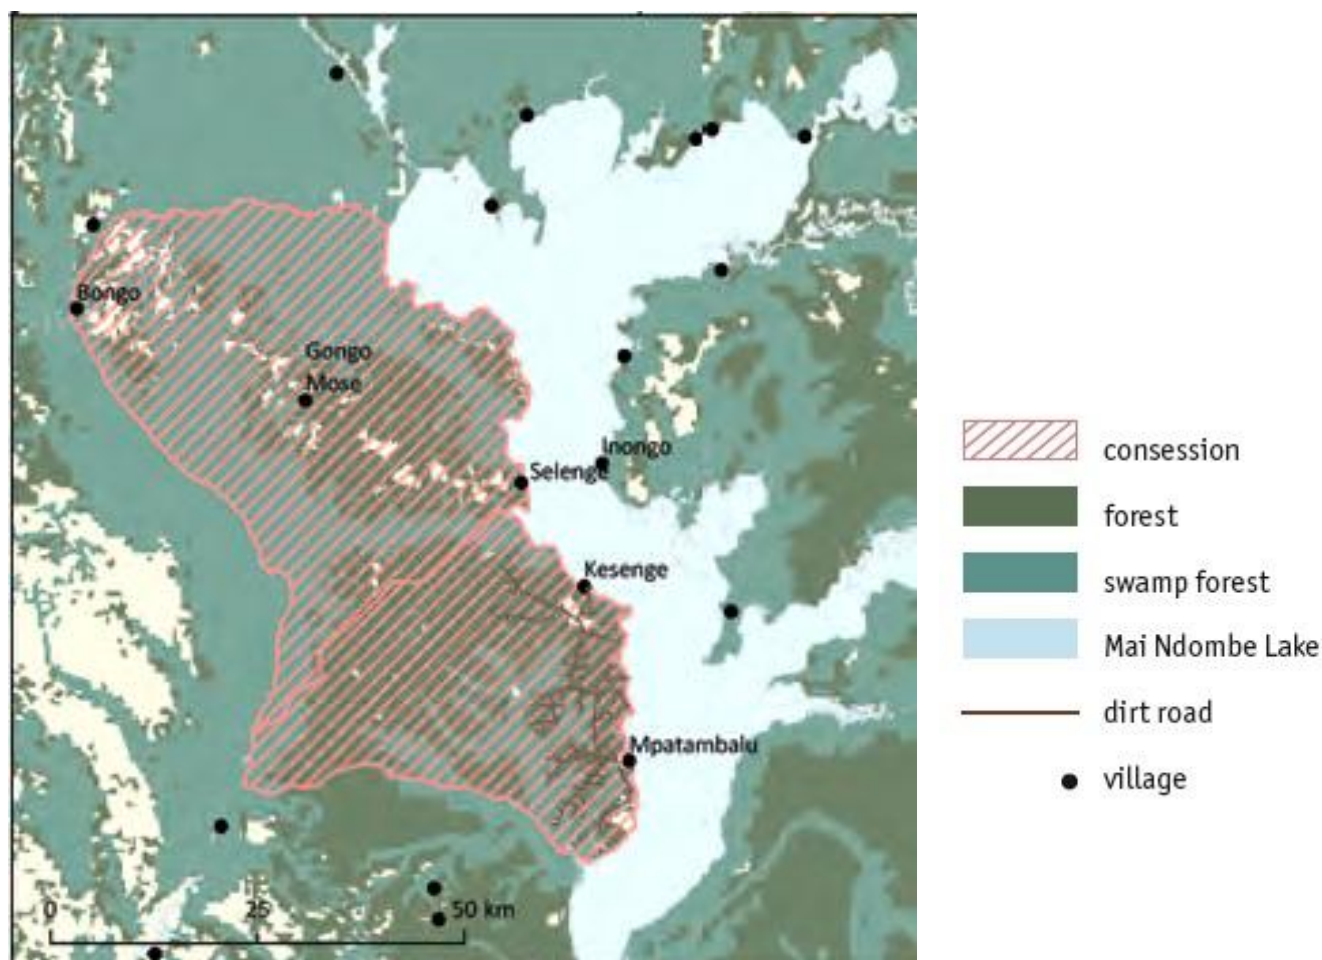 Bongo
Gongo
Mose
Inongo
Selenge
Kesenge
Mpatambalu
0 25 50 km
consession
forest
swamp forest
Mai Ndombe Lake
dirt road
village